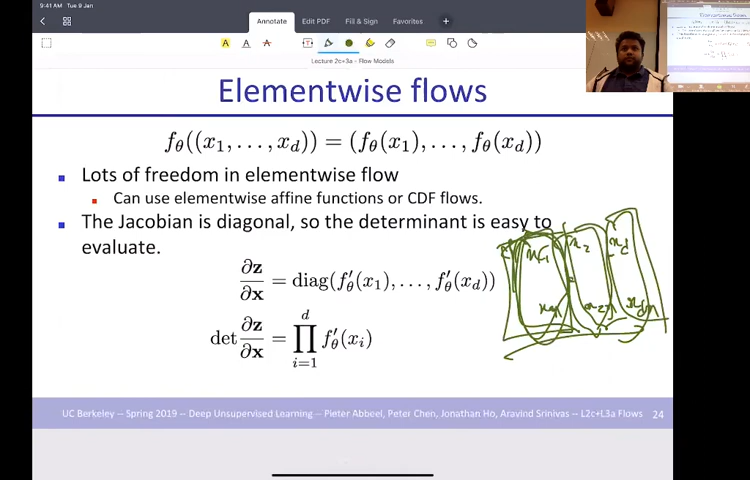 9:41 AM Tue 9 Jan
Annotate Edit PDF Fill & Sign Favorites +
Lecture 2c+3a - Flow Models
Elementwise flows
fθ((x1, . . . , xd)) = (fθ(x1), . . . , fθ(xd))
Lots of freedom in elementwise flow
Can use elementwise affine functions or CDF flows.
The Jacobian is diagonal, so the determinant is easy to
evaluate.
∂z/∂x = diag(f′θ(x1), . . . , f′θ(xd))
det ∂z/∂x = ∏_{i=1}^{d} f′θ(xi)
x2
xd
UC Berkeley -- Spring 2019 -- Deep Unsupervised Learning -- Pieter Abbeel, Peter Chen, Jonathan Ho, Aravind Srinivas -- L2c+L3a Flows 24